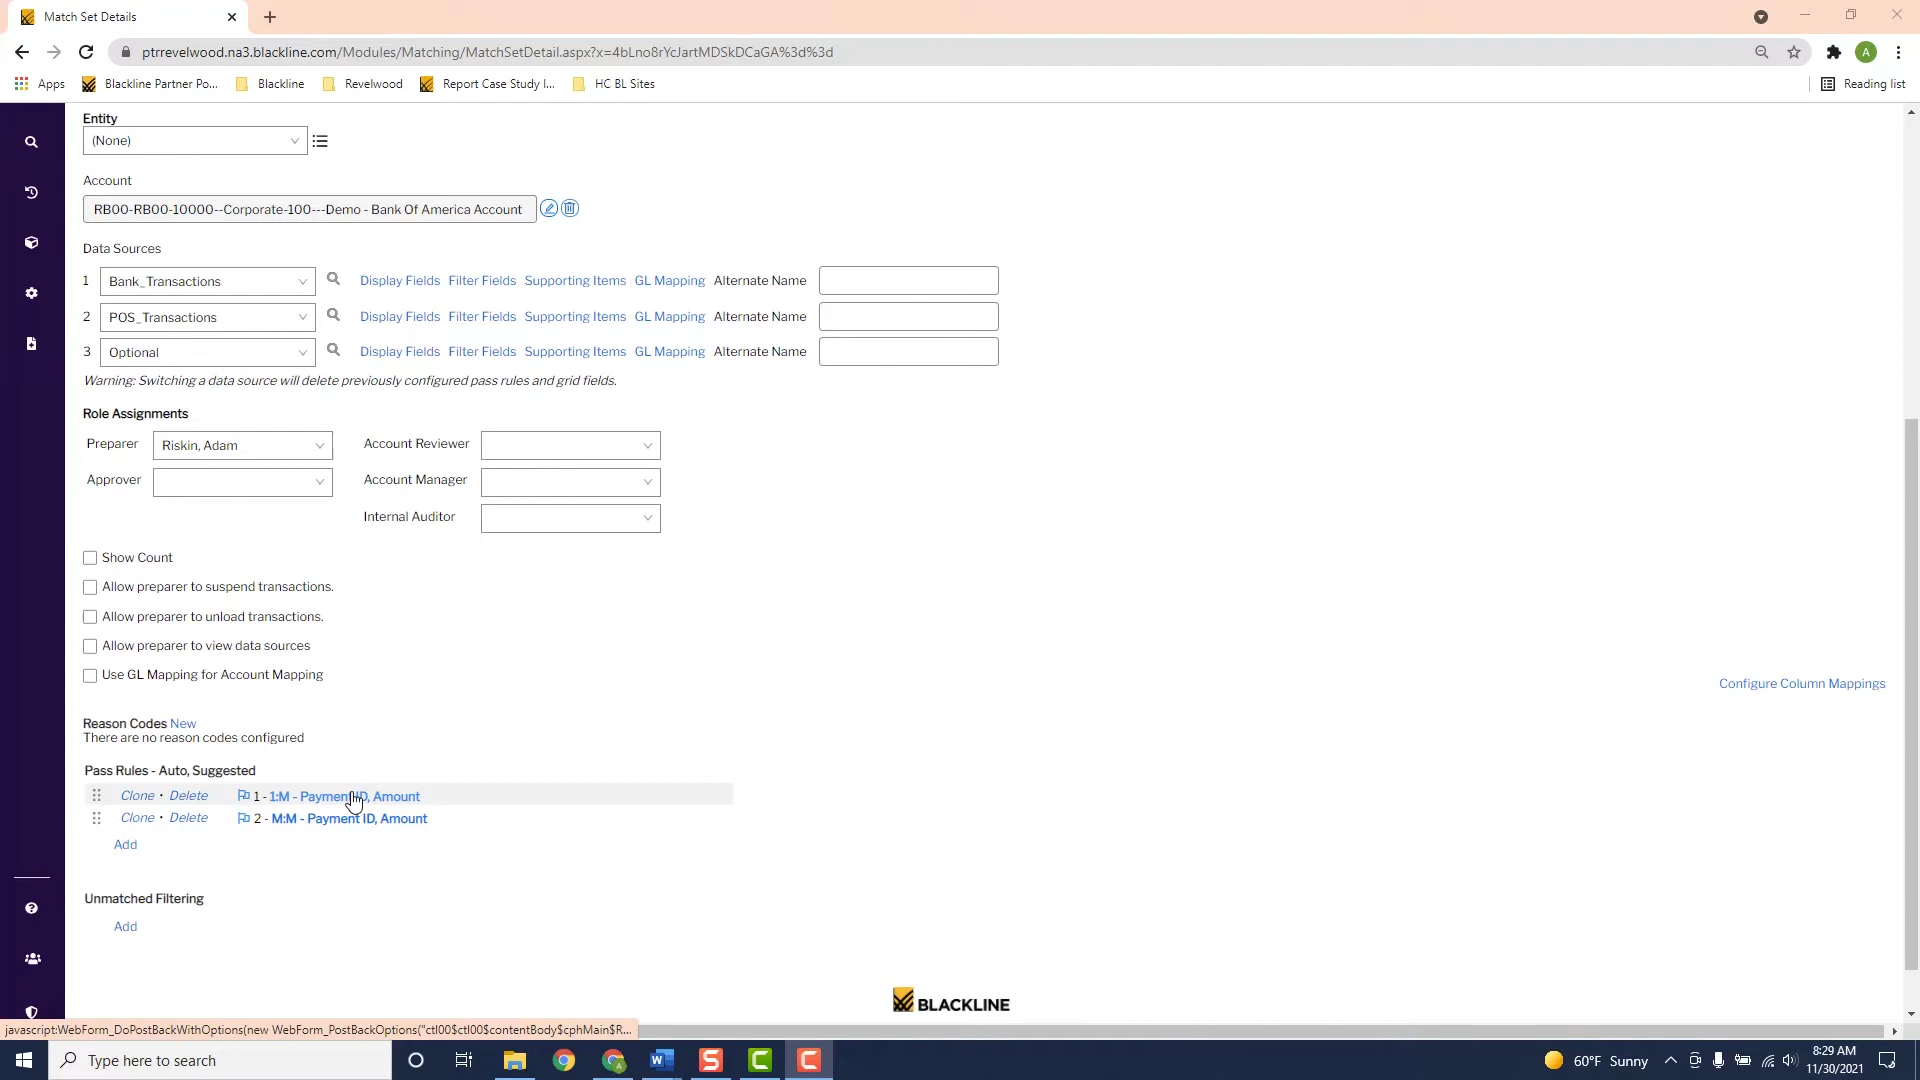 Match Set Details
ptrrevelwood.na3.blackline.com/Modules/Matching/MatchSetDetail.aspx?x=4bLno8rYcJartMDSkDCaGA%3d%3d
A
Apps Blackline Partner Po... Blackline Revelwood Report Case Study I... HC BL Sites Reading list
Entity
(None)
Account
RB00-RB00-10000--Corporate-100---Demo - Bank Of America Account
Data Sources
1 Bank_Transactions Display Fields Filter Fields Supporting Items GL Mapping Alternate Name
2 POS_Transactions Display Fields Filter Fields Supporting Items GL Mapping Alternate Name
3 Optional Display Fields Filter Fields Supporting Items GL Mapping Alternate Name
Warning: Switching a data source will delete previously configured pass rules and grid fields.
Role Assignments
Preparer Riskin, Adam Account Reviewer
Approver Account Manager
Internal Auditor
Show Count
Allow preparer to suspend transactions.
Allow preparer to unload transactions.
Allow preparer to view data sources
Use GL Mapping for Account Mapping
Configure Column Mappings
Reason Codes New
There are no reason codes configured
Pass Rules - Auto, Suggested
Clone • Delete 1 - 1:M - Payment ID, Amount
Clone • Delete 2 - M:M - Payment ID, Amount
Add
Unmatched Filtering
Add
BLACKLINE
javascript:WebForm_DoPostBackWithOptions(new WebForm_PostBackOptions("ctl00$ctl00$contentBody$cphMain$R...
Type here to search
60°F Sunny
8:29 AM
11/30/2021